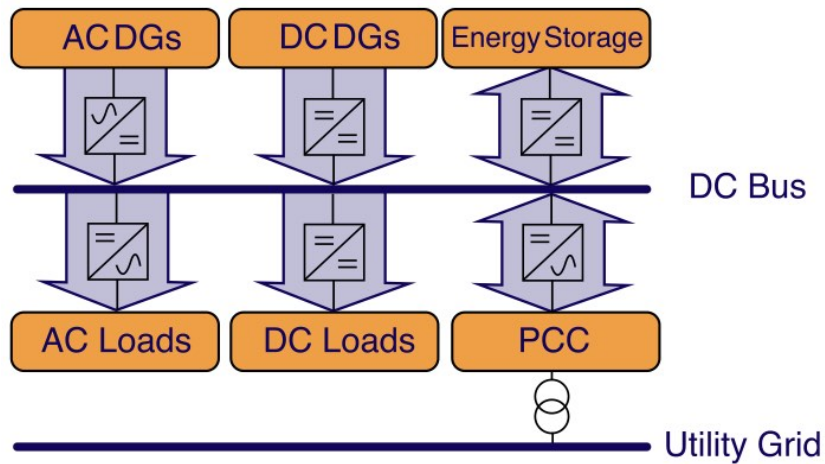 AC DGs
DC DGs
Energy Storage
DC Bus
AC Loads
DC Loads
PCC
Utility Grid